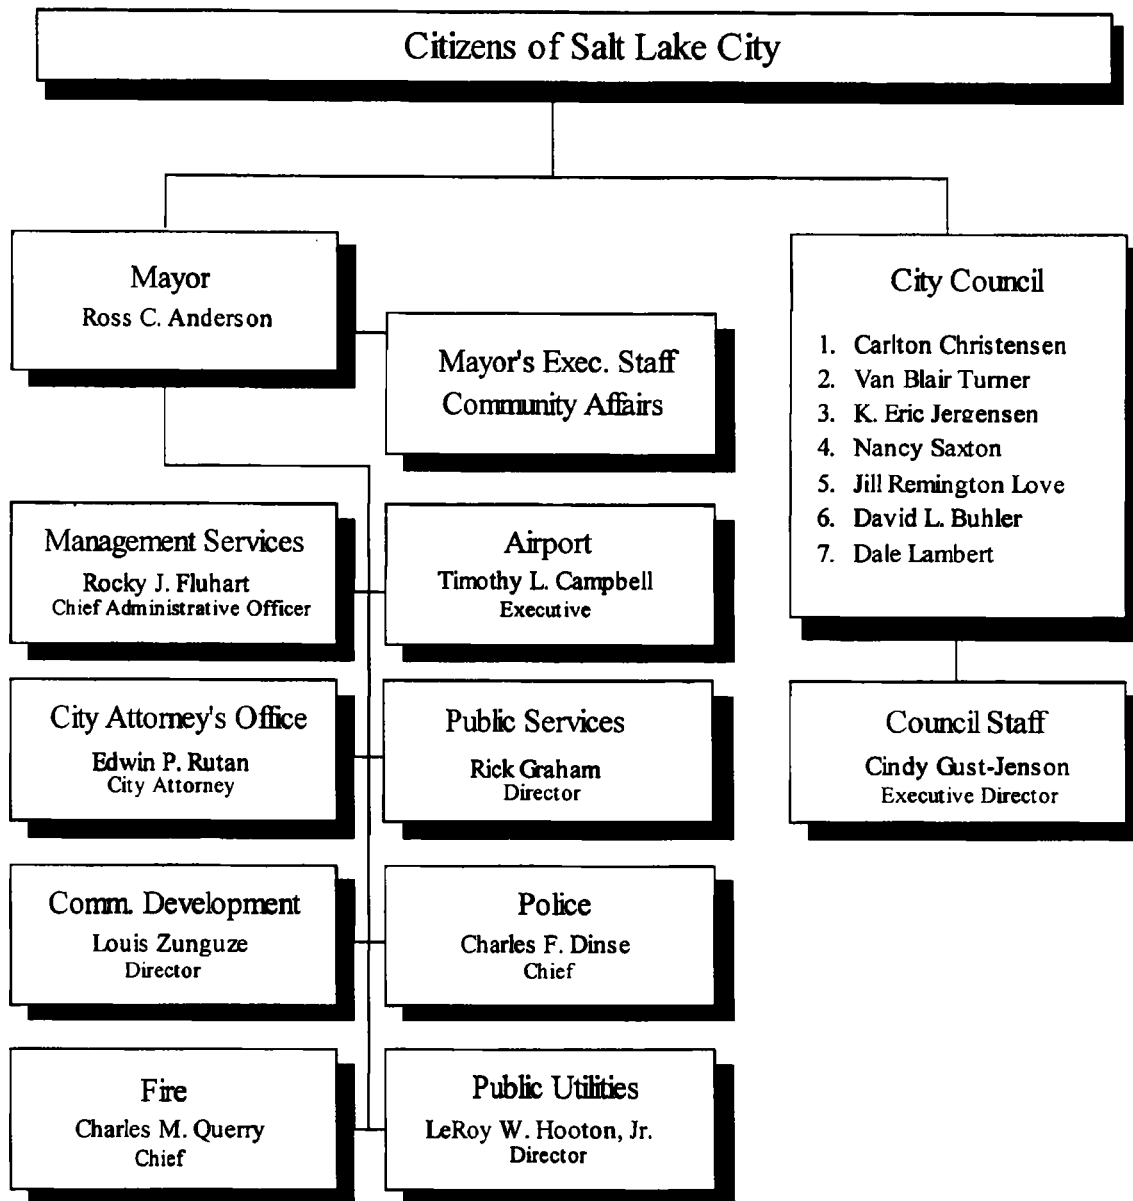 Citizens of Salt Lake City
Mayor
Ross C. Anderson
Mayor's Exec. Staff
Community Affairs
City Council
1. Carlton Christensen
2. Van Blair Turner
3. K. Eric Jergensen
4. Nancy Saxton
5. Jill Remington Love
6. David L. Buhler
7. Dale Lambert
Management Services
Rocky J. Fluhart
Chief Administrative Officer
Airport
Timothy L. Campbell
Executive
City Attorney's Office
Edwin P. Rutan
City Attorney
Public Services
Rick Graham
Director
Council Staff
Cindy Gust-Jenson
Executive Director
Comm. Development
Louis Zunguze
Director
Police
Charles F. Dinse
Chief
Fire
Charles M. Querry
Chief
Public Utilities
LeRoy W. Hooton, Jr.
Director